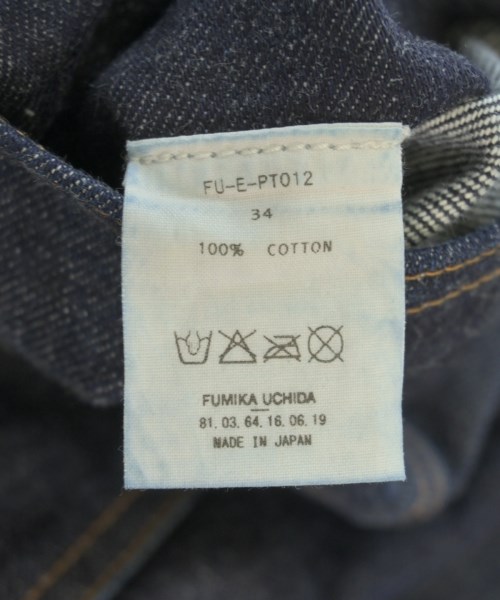 FU-E-PT012
34
100% COTTON
FUMIKA UCHIDA
81. 03. 64. 16. 06. 19
MADE IN JAPAN